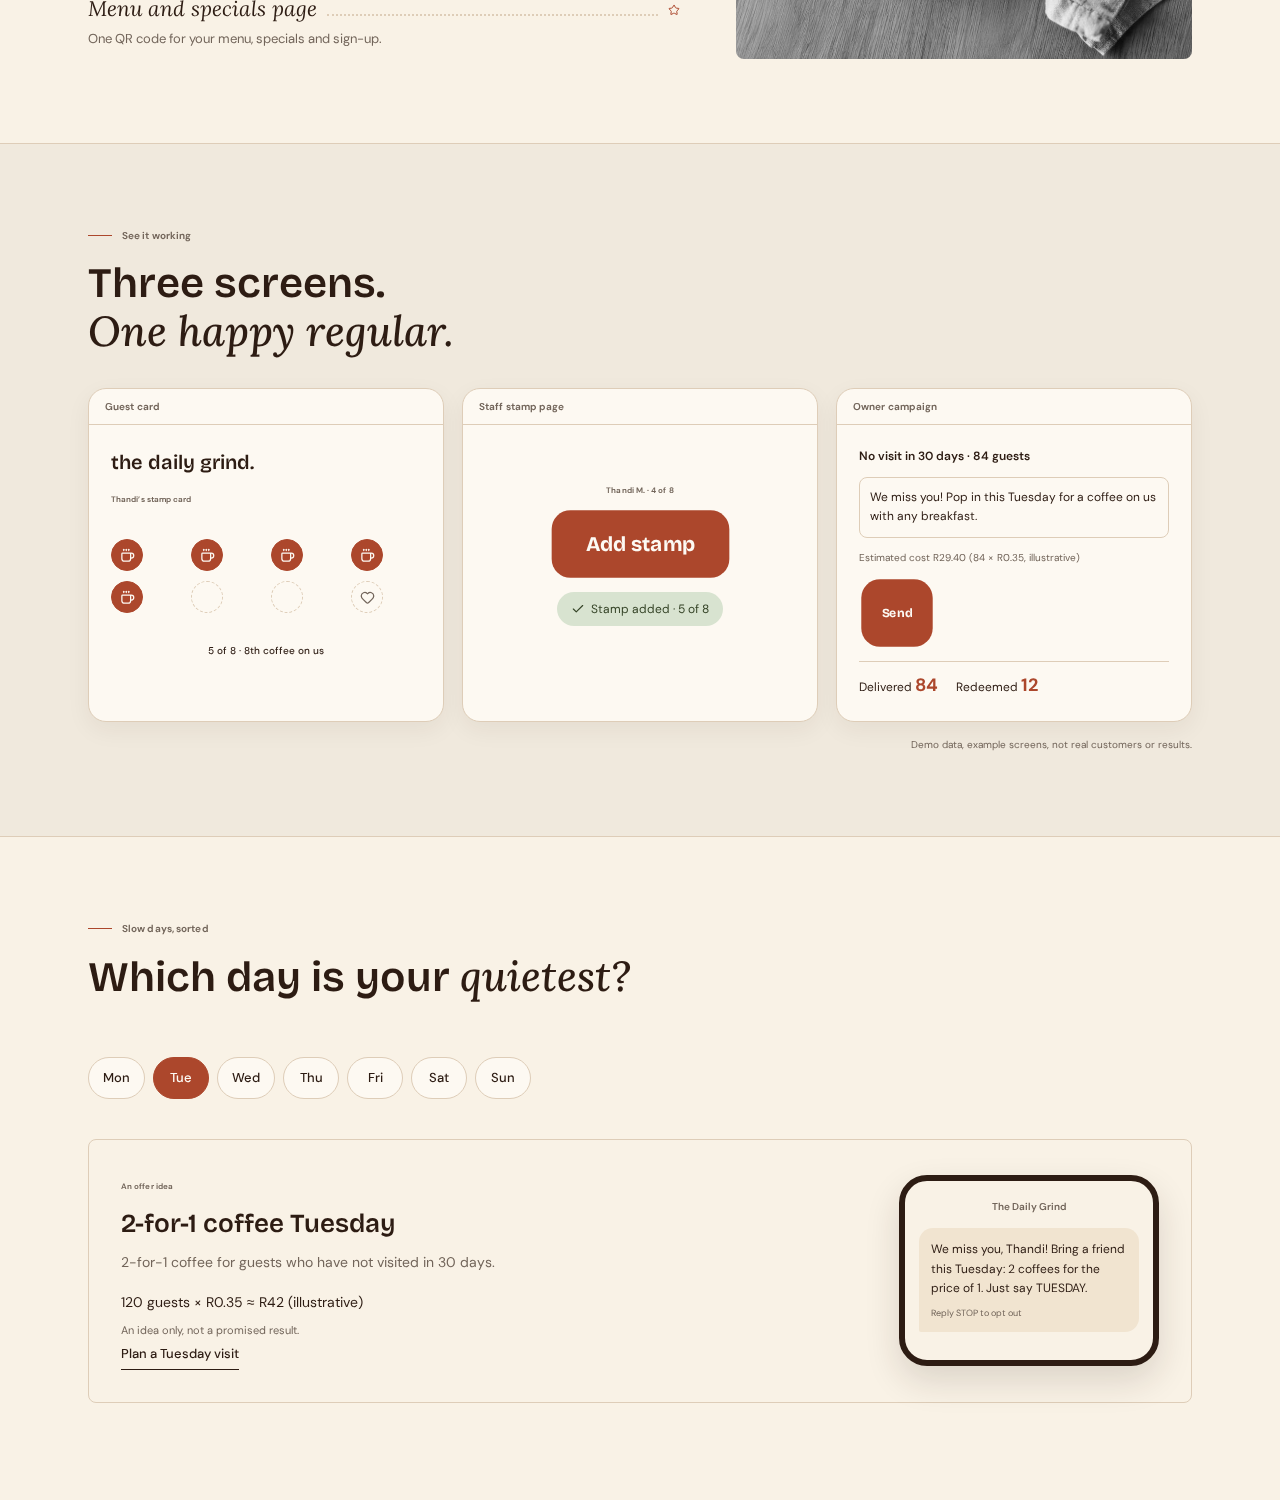 Menu and specials page
One QR code for your menu, specials and sign-up.
See it working
Three screens.
One happy regular.
Guest card
the daily grind.
Thandi's stamp card
5 of 8 · 8th coffee on us
Staff stamp page
Thandi M. · 4 of 8
Add stamp
Stamp added · 5 of 8
Owner campaign
No visit in 30 days · 84 guests
We miss you! Pop in this Tuesday for a coffee on us
with any breakfast.
Estimated cost R29.40 (84 × R0.35, illustrative)
Send
Delivered 84 Redeemed 12
Demo data, example screens, not real customers or results.
Slow days, sorted
Which day is your quietest?
Mon Tue Wed Thu Fri Sat Sun
An offer idea
2-for-1 coffee Tuesday
2-for-1 coffee for guests who have not visited in 30 days.
120 guests × R0.35 ≈ R42 (illustrative)
An idea only, not a promised result.
Plan a Tuesday visit
The Daily Grind
We miss you, Thandi! Bring a friend
this Tuesday: 2 coffees for the
price of 1. Just say TUESDAY.
Reply STOP to opt out